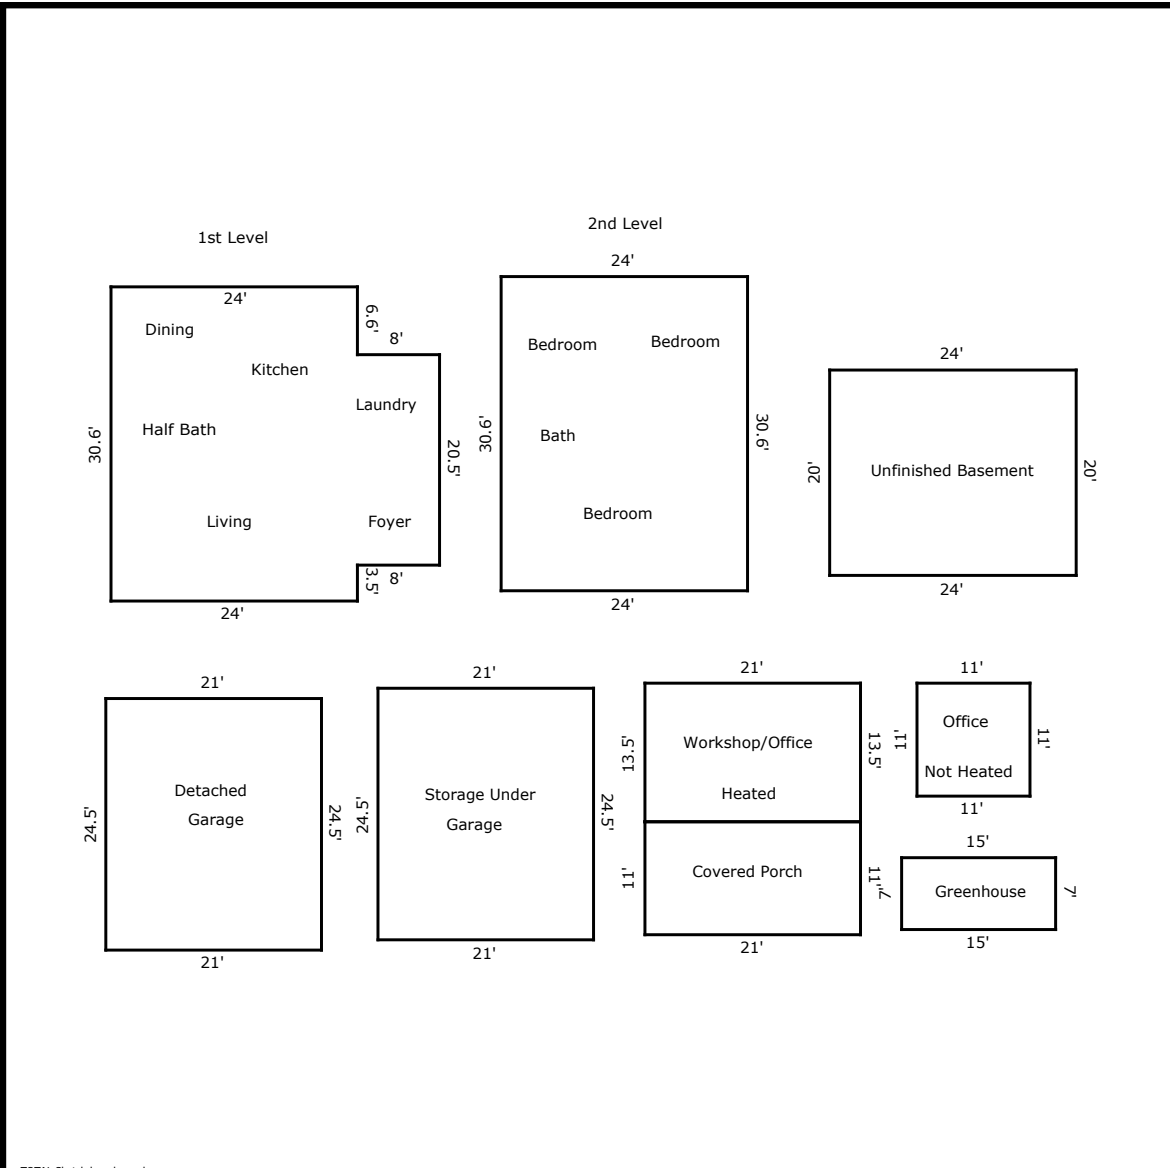 1st Level
2nd Level
24'
24'
6.6'
Dining
8'
Bedroom
Bedroom
24'
Kitchen
Laundry
Half Bath
30.6'
30.6'
Bath
30.6'
20.5'
20'
Unfinished Basement
20'
Living
Foyer
Bedroom
3.5'
8'
24'
24'
24'
21'
21'
21'
11'
Detached
Garage
24.5'
24.5'
24.5'
Storage Under
Garage
24.5'
13.5'
Workshop/Office
Heated
13.5'
11'
Office
Not Heated
11'
11'
11'
Covered Porch
11'
15'
7'
Greenhouse
7'
21'
21'
21'
15'